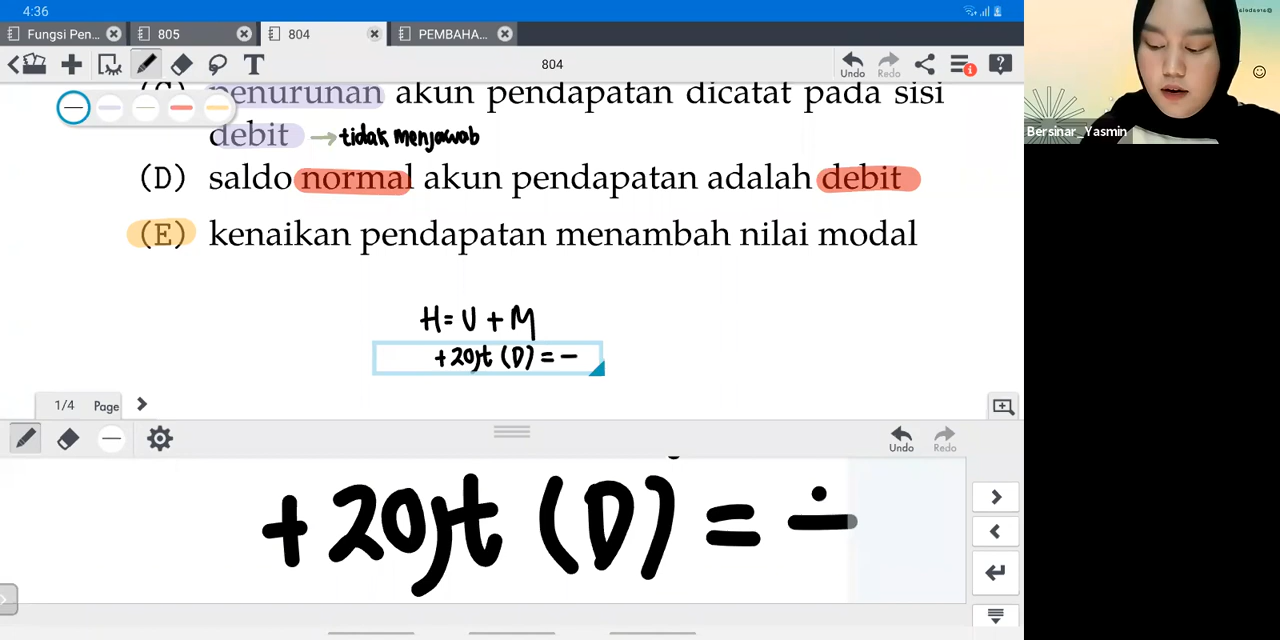 4:36
Fungsi Pen...
805
804
PEMBAHA...
T
804
Undo
Redo
penurunan akun pendapatan dicatat pada sisi
debit → tidak menjawab
(D) saldo normal akun pendapatan adalah debit
(E) kenaikan pendapatan menambah nilai modal
H = U + M
+20jt (D) = −
1/4 Page
Undo
Redo
+20jt (D) = −
Bersinar_Yasmin